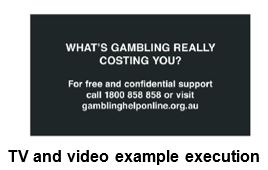 WHAT'S GAMBLING REALLY
COSTING YOU?
For free and confidential support
call 1800 858 858 or visit
gamblinghelponline.org.au
TV and video example execution